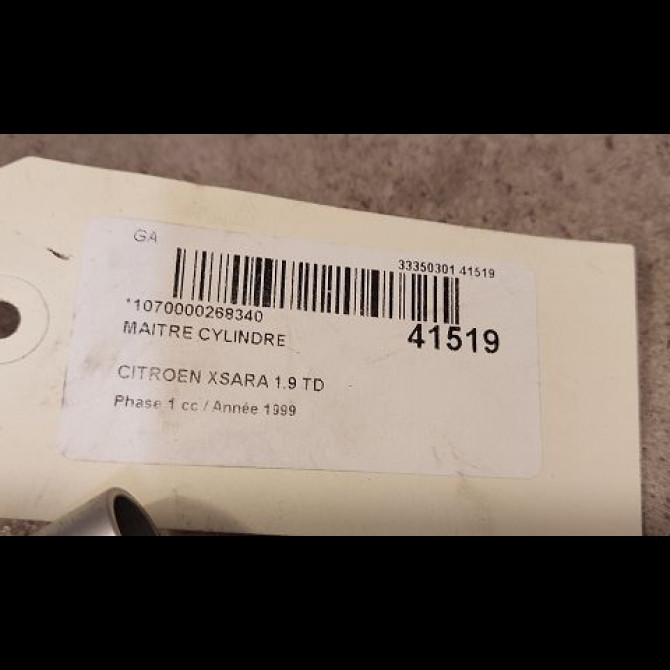 GA
33350301 41519
*1070000268340
41519
MAITRE CYLINDRE
CITROEN XSARA 1.9 TD
Phase 1 cc / Année 1999